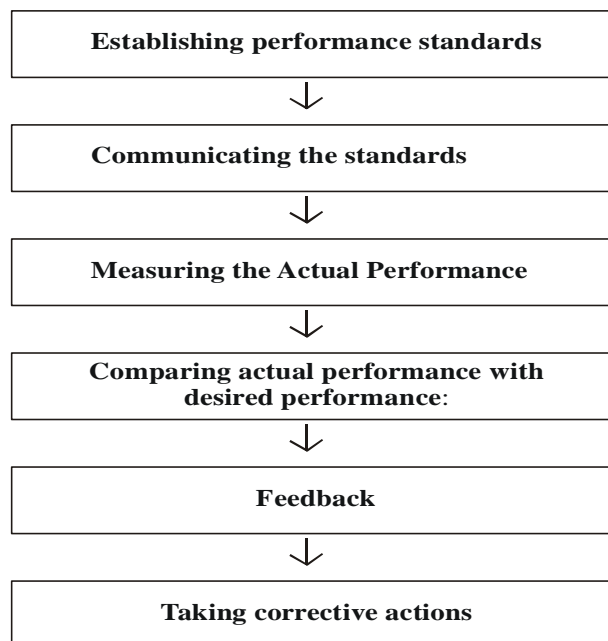 Establishing performance standards
Communicating the standards
Measuring the Actual Performance
Comparing actual performance with
desired performance:
Feedback
Taking corrective actions